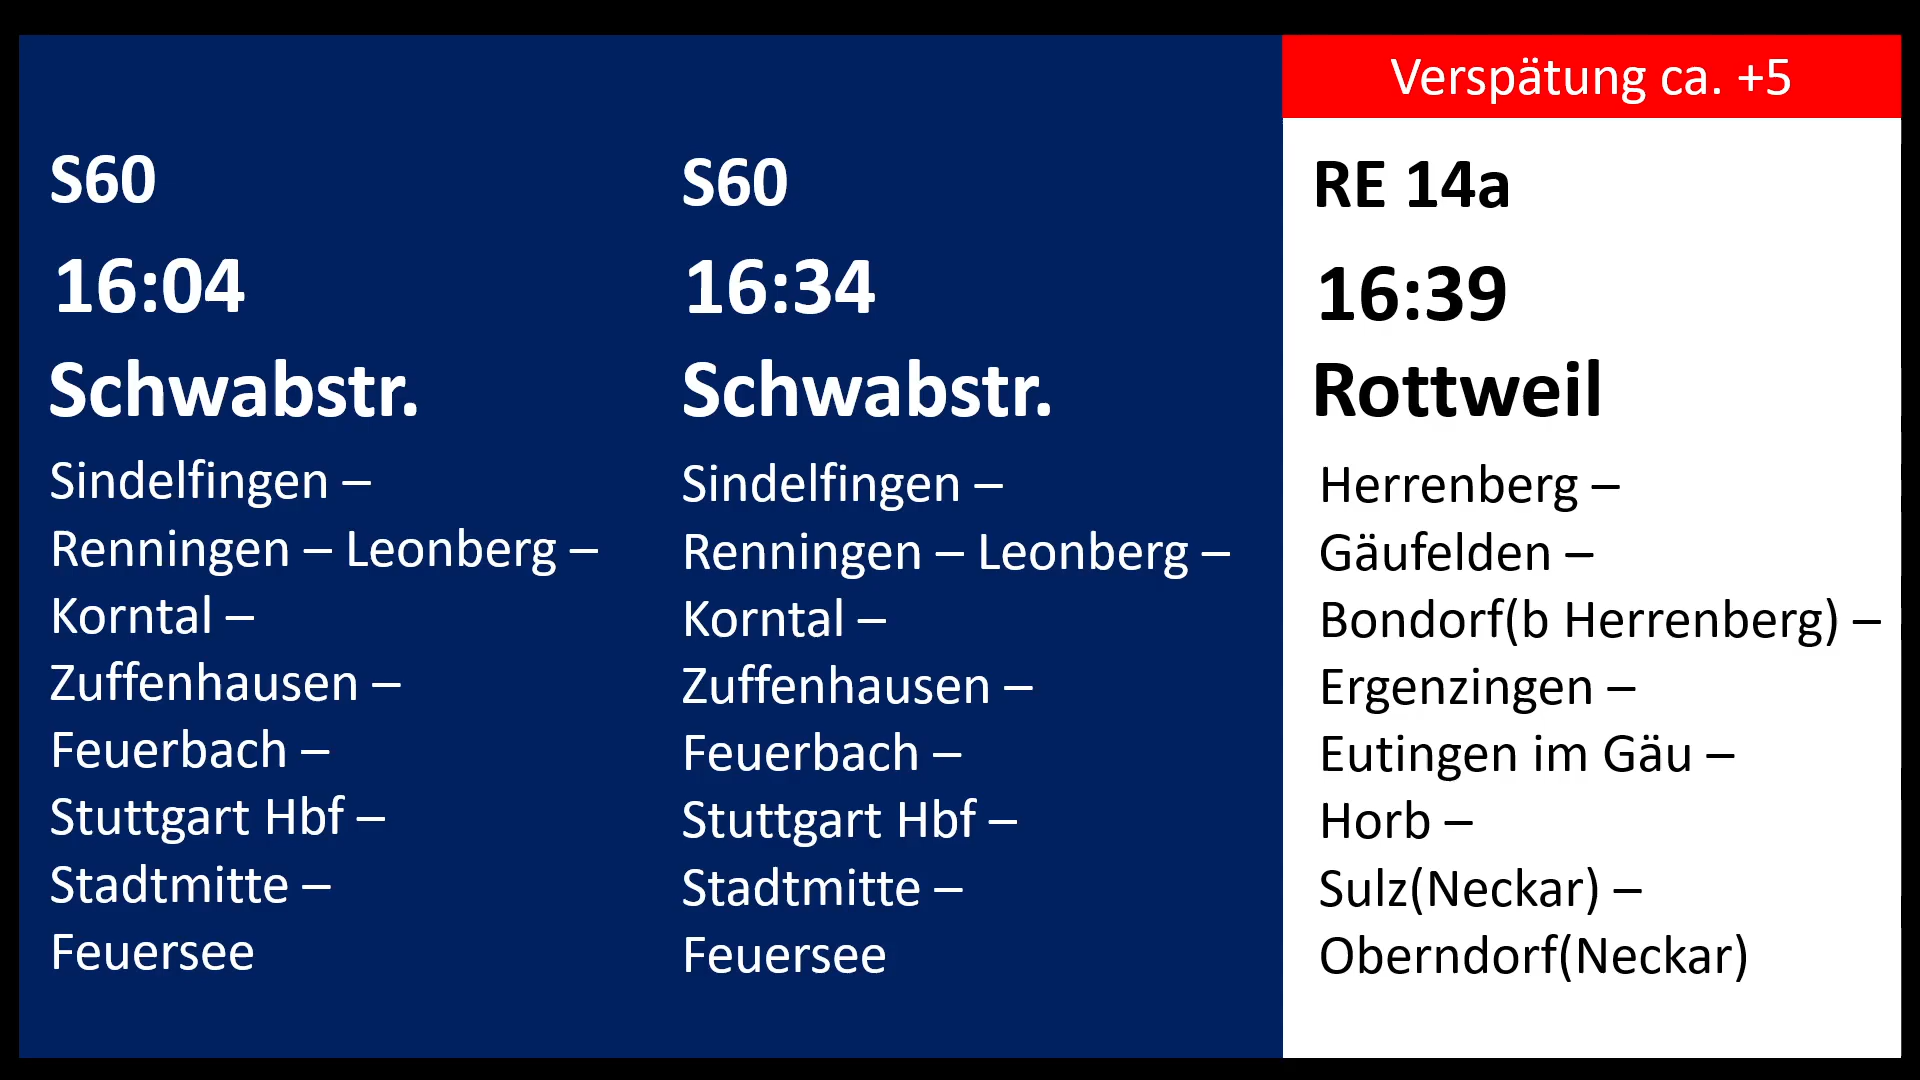 S60
16:04
Schwabstr.
Sindelfingen –
Renningen – Leonberg –
Korntal –
Zuffenhausen –
Feuerbach –
Stuttgart Hbf –
Stadtmitte –
Feuersee
S60
16:34
Schwabstr.
Sindelfingen –
Renningen – Leonberg –
Korntal –
Zuffenhausen –
Feuerbach –
Stuttgart Hbf –
Stadtmitte –
Feuersee
Verspätung ca. +5
RE 14a
16:39
Rottweil
Herrenberg –
Gäufelden –
Bondorf(b Herrenberg) –
Ergenzingen –
Eutingen im Gäu –
Horb –
Sulz(Neckar) –
Oberndorf(Neckar)